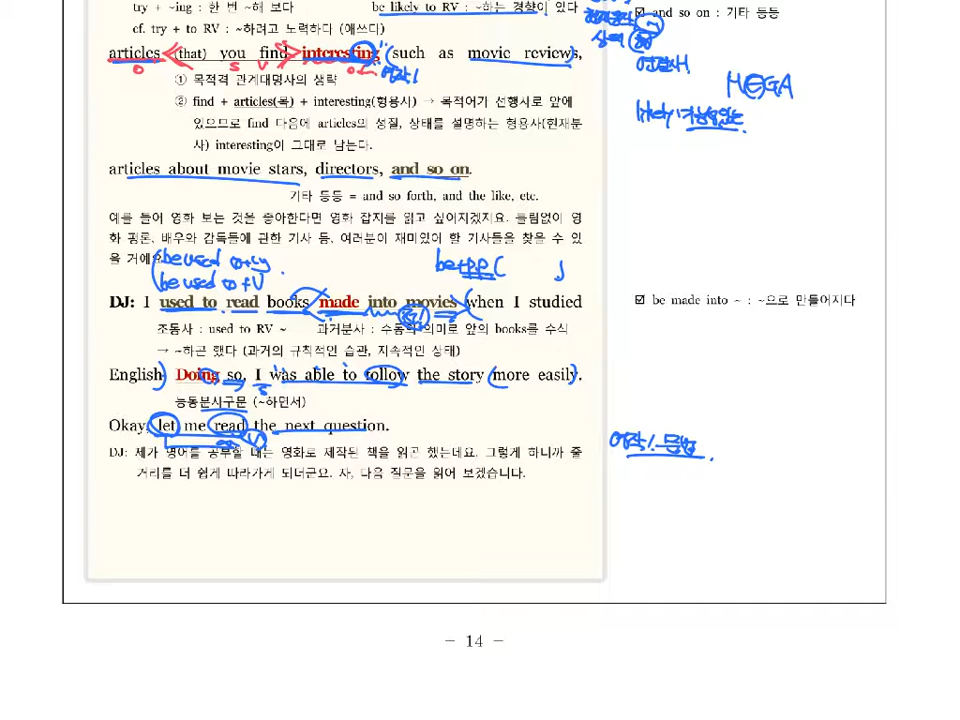 try + ~ing : 한 번 ~해 보다 be likely to RV : ~하는 경향이 있다
and so on : 기타 등등
cf. try + to RV : ~하려고 노력하다 (애쓰다)
articles (that) you find interesting (such as movie reviews),
O S V
① 목적격 관계대명사의 생략
MEGA
② find + articles(목) + interesting(형용사) → 목적어가 선행사로 앞에
있으므로 find 다음에 articles의 성질, 상태를 설명하는 형용사(현재분
사) interesting이 그대로 남는다.
articles about movie stars, directors, and so on.
기타 등등 = and so forth, and the like, etc.
예를 들어 영화 보는 것을 좋아한다면 영화 잡지를 읽고 싶어지겠지요. 틀림없이 영
화 평론, 배우와 감독들에 관한 기사 등, 여러분이 재미있어 할 기사들을 찾을 수 있
을 거예요.
be used to be+pp( )
be used to rV
DJ: I used to read books made into movies when I studied
be made into ~ : ~으로 만들어지다
조동사 : used to RV ~ 과거분사 : 수동의 의미로 앞의 books를 수식
→ ~하곤 했다 (과거의 규칙적인 습관, 지속적인 상태)
English. Doing so, I was able to follow the story more easily.
S
능동분사구문 (~하면서)
Okay, let me read the next question.
DJ: 제가 영어를 공부할 때는 영화로 제작된 책을 읽곤 했는데요. 그렇게 하니까 줄
거리를 더 쉽게 따라가게 되더군요. 자, 다음 질문을 읽어 보겠습니다.
- 14 -